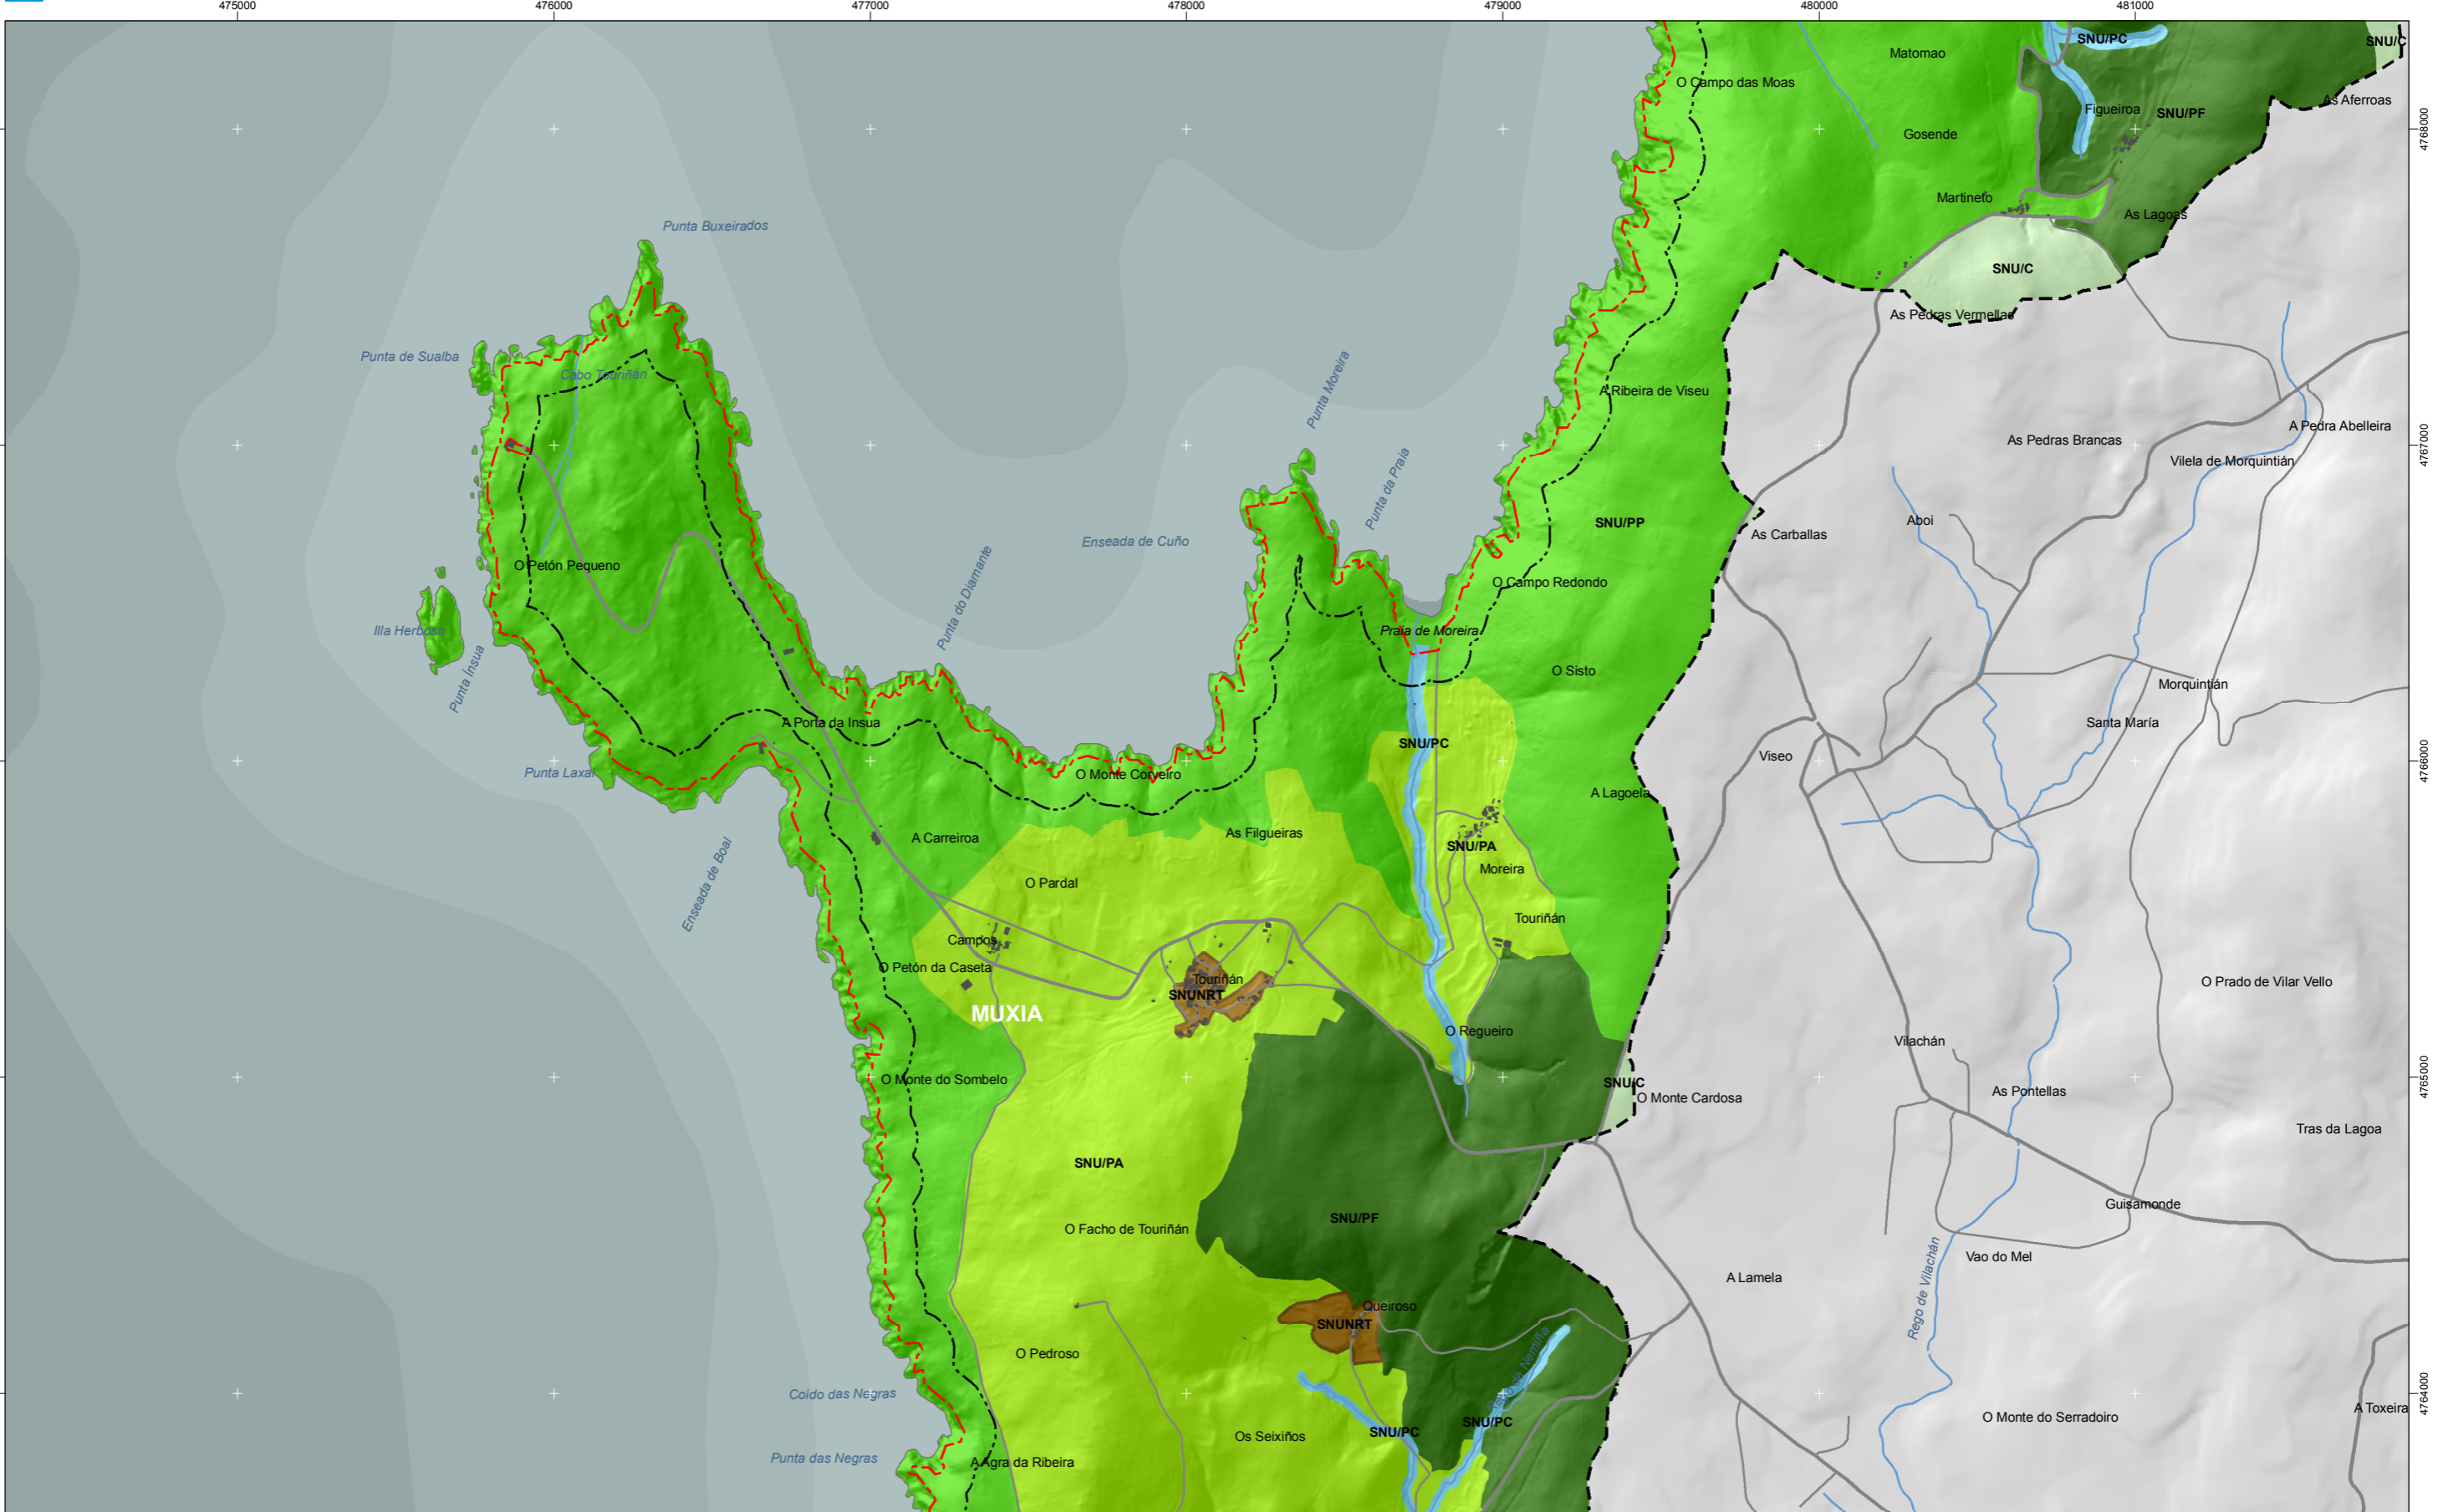 475000 476000 477000 478000 479000 480000 481000
SNU/PC
SNU/C
Matomao
O Campo das Moas
As Aferroas
Figueiroa
SNU/PF
4768000
Gosende
Martineto
As Lagoas
Punta Buxeirados
SNU/C
As Pedras Vermellas
Punta de Sualba
Cabo Touriñán
Punta Moreira
A Ribeira de Viseu
A Pedra Abelleira
As Pedras Brancas
4767000
Vilela de Morquintián
Punta da Praia
SNU/PP
Aboi
As Carballas
Enseada de Cuño
O Petón Pequeno
Punta do Diamante
O Campo Redondo
Illa Herboso
Praia de Moreira
Punta Ínsua
O Sisto
Morquintián
A Porta da Insua
Santa María
SNU/PC
Viseo
4766000
Punta Laxal
O Monte Corveiro
A Lagoela
A Carreiroa
As Filgueiras
SNU/PA
Enseada de Boal
Moreira
O Pardal
Touriñán
Campos
O Petón da Caseta
Touriñán
O Prado de Vilar Vello
SNUNRT
MUXIA
O Regueiro
Vilachán
O Monte do Sombelo
SNU/C
4765000
As Pontellas
O Monte Cardosa
Tras da Lagoa
SNU/PA
Guisamonde
SNU/PF
O Facho de Touriñán
Vao do Mel
A Lamela
Rego de Vilachán
Queiroso
SNUNRT
O Pedroso
Rego de Nemiña
Coído das Negras
4764000
A Toxeira
O Monte do Serradoiro
SNU/PC
SNU/PC
Os Seixiños
Punta das Negras
A Agra da Ribeira